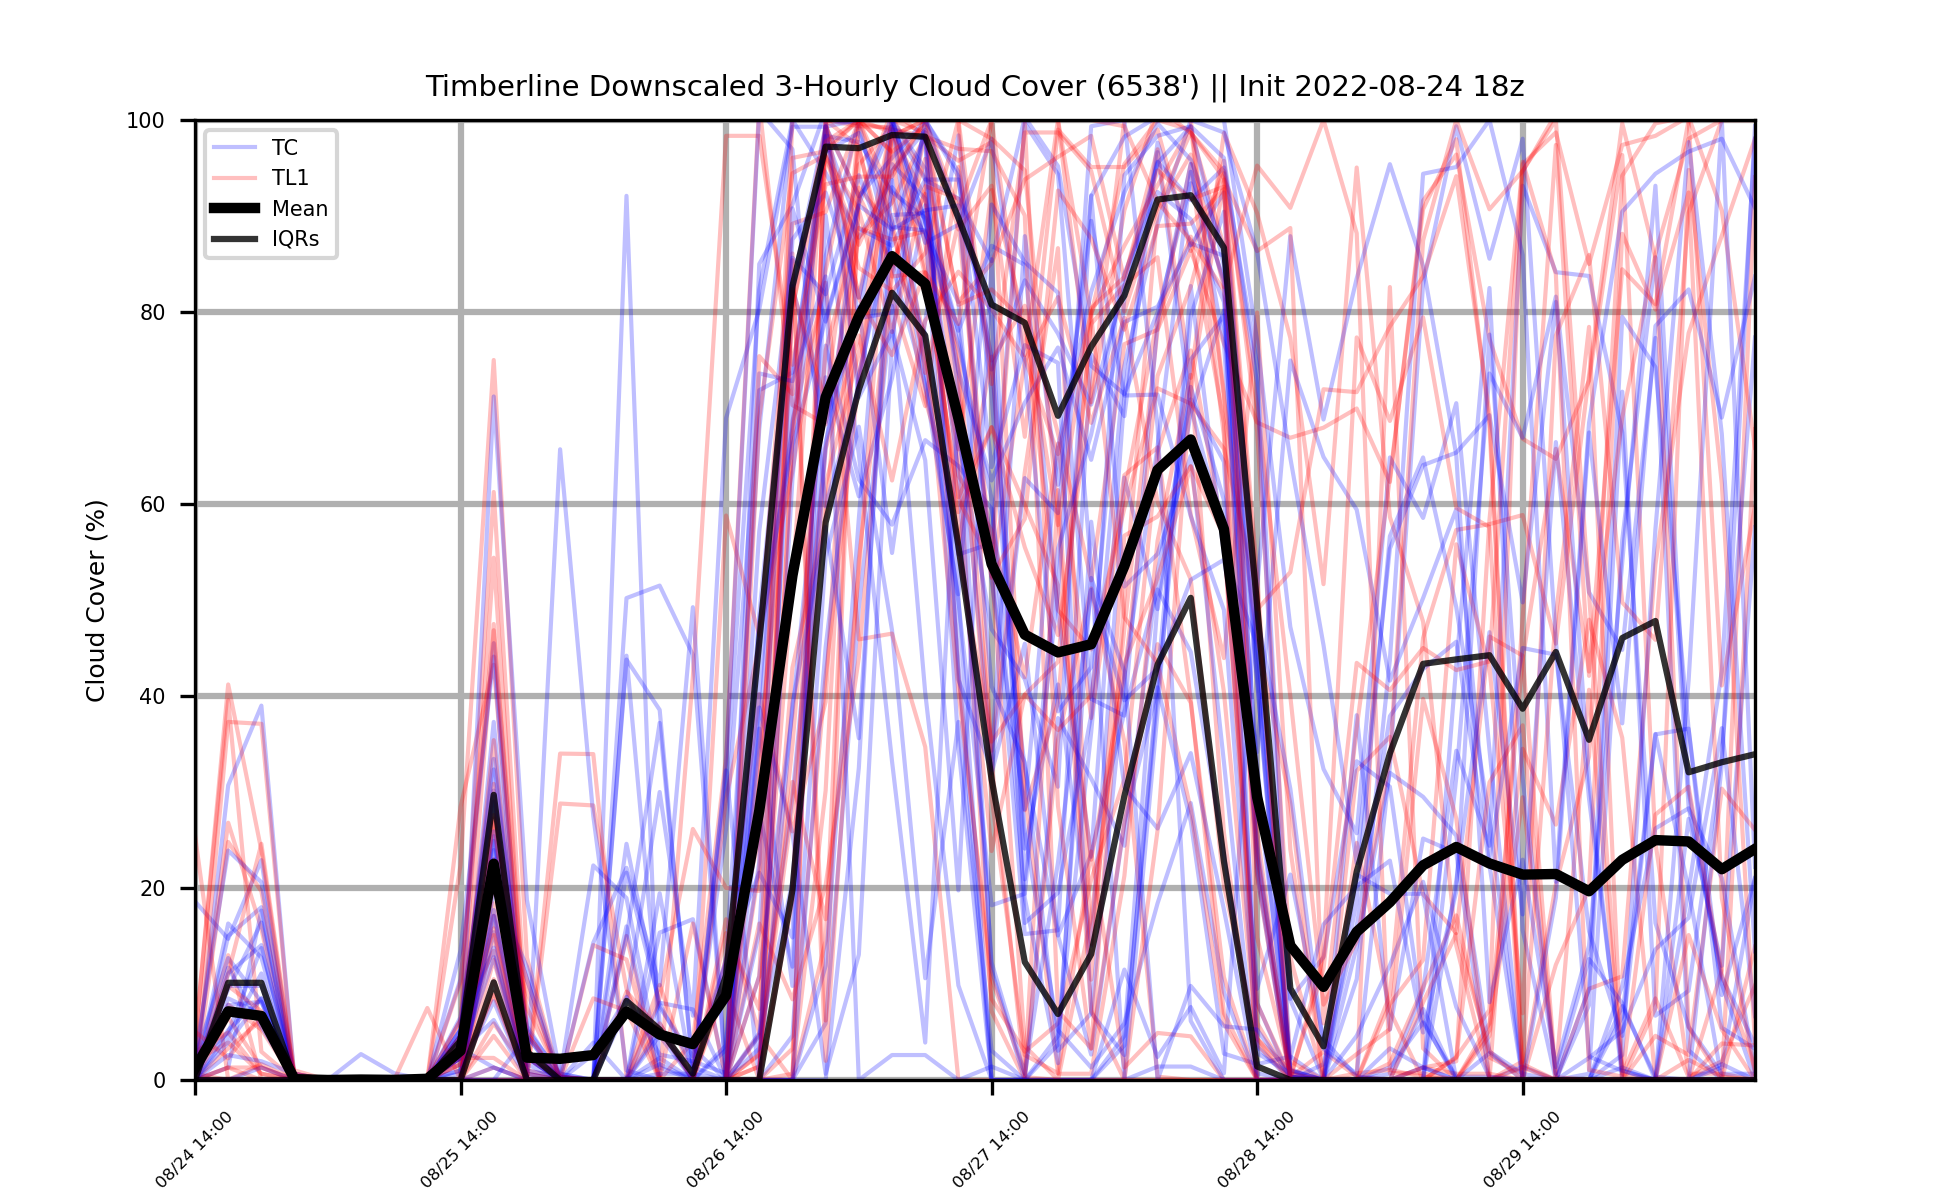 Timberline Downscaled 3-Hourly Cloud Cover (6538') || Init 2022-08-24 18z
TC
TL1
Mean
IQRs
Cloud Cover (%)
100
80
60
40
20
0
08/24 14:00
08/25 14:00
08/26 14:00
08/27 14:00
08/28 14:00
08/29 14:00